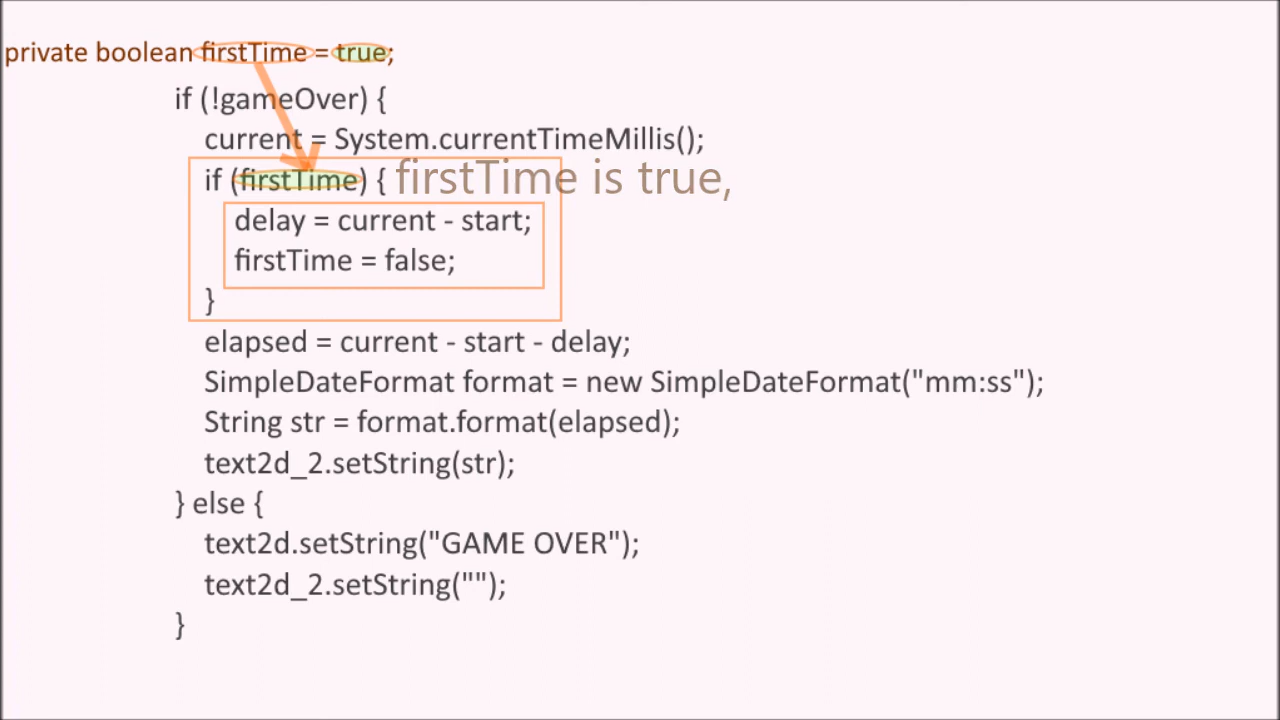 private boolean firstTime = true;
if (!gameOver) {
current = System.currentTimeMillis();
if (firstTime) { firstTime is true,
delay = current - start;
firstTime = false;
}
elapsed = current - start - delay;
SimpleDateFormat format = new SimpleDateFormat("mm:ss");
String str = format.format(elapsed);
text2d_2.setString(str);
} else {
text2d.setString("GAME OVER");
text2d_2.setString("");
}